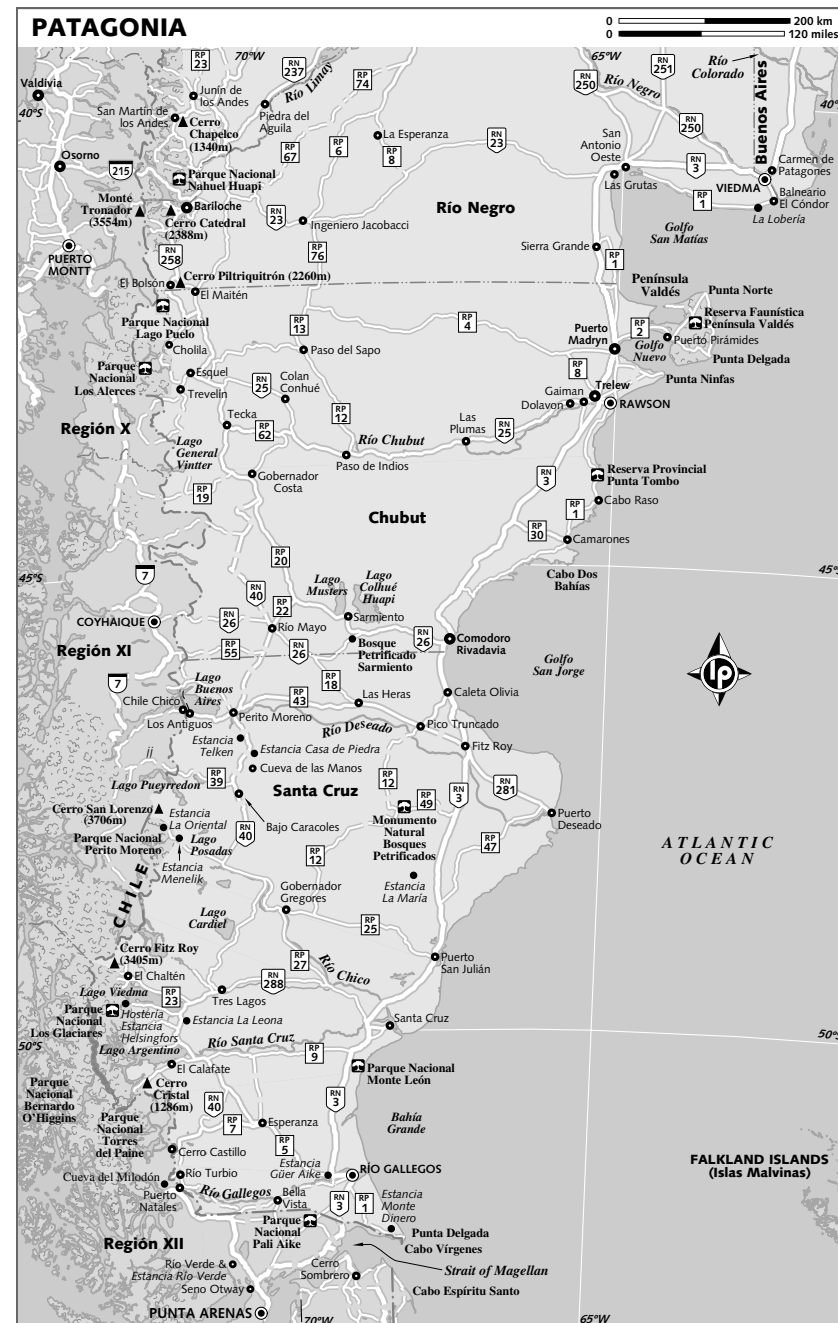 PATAGONIA
0 200 km
0 120 miles
70°W
65°W
RP
23
RN
237
RP
74
RN
250
RN
251
Río
Colorado
Valdivia
Junín de
los Andes
Río Limay
Río Negro
40°S
40°S
San Martín de
los Andes
Cerro
Chapelco
(1340m)
Piedra del
Aguila
RP
67
RP
6
La Esperanza
RP
8
RN
23
San
Antonio
Oeste
RN
250
RN
3
Buenos Aires
Osorno
215
Parque Nacional
Nahuel Huapi
Las Grutas
VIEDMA
Carmen de
Patagones
RP
1
Balneario
El Cóndor
La Lobería
Monté
Tronador
(3554m)
Bariloche
Cerro Catedral
(2388m)
RN
23
Ingeniero Jacobacci
Río Negro
Golfo
San Matías
PUERTO
MONTT
RN
258
RP
76
Sierra Grande
RP
1
El Bolsón
Cerro Piltriquitrón (2260m)
El Maitén
Península
Valdés
Punta Norte
Parque Nacional
Lago Puelo
RP
13
RP
4
Puerto
Madryn
RP
2
Reserva Faunística
Península Valdés
Puerto Pirámides
Golfo
Nuevo
Punta Delgada
Cholila
Paso del Sapo
Parque
Nacional
Los Alerces
Esquel
Trevelin
RN
25
Colan
Conhué
RP
8
Trelew
Gaiman
Dolavon
Punta Ninfas
RAWSON
Región X
Tecka
RP
62
RP
12
Río Chubut
Las
Plumas
RN
25
Lago
General
Vintter
Paso de Indios
RP
19
Gobernador
Costa
RN
3
Reserva Provincial
Punta Tombo
Cabo Raso
Chubut
RP
1
RP
30
Camarones
RP
20
45°S
45°S
7
Cabo Dos
Bahías
RN
40
RP
22
Lago
Musters
Lago
Colhué
Huapi
COYHAIQUE
RN
26
Río Mayo
Sarmiento
RN
26
Comodoro
Rivadavia
Región XI
RP
55
RN
26
Bosque
Petrificado
Sarmiento
Golfo
San Jorge
7
Lago
Buenos
Aires
RP
43
RP
18
Las Heras
Caleta Olivia
Chile Chico
Los Antiguos
Perito Moreno
Río Deseado
Pico Truncado
Estancia
Telken
Estancia Casa de Piedra
Fitz Roy
jj
Cueva de las Manos
Lago Pueyrredon
RP
39
RP
12
RP
49
RN
3
RN
281
Santa Cruz
Cerro San Lorenzo
(3706m)
Estancia
La Oriental
Parque Nacional
Perito Moreno
Lago
Posadas
RN
40
Bajo Caracoles
Monumento
Natural
Bosques
Petrificados
RP
47
Puerto
Deseado
Estancia
Menelik
RP
12
Estancia
La María
ATLANTIC
OCEAN
CHILE
Lago
Cardiel
Gobernador
Gregores
RP
25
Cerro Fitz Roy
(3405m)
RP
27
Río Chico
Puerto
San Julián
El Chaltén
RN
288
Lago Viedma
RP
23
Tres Lagos
Parque
Nacional
Los Glaciares
Hostería
Estancia
Helsingfors
Estancia La Leona
Santa Cruz
50°S
50°S
Lago Argentino
Río Santa Cruz
RP
9
El Calafate
Parque Nacional
Monte León
Parque
Nacional
Bernardo
O'Higgins
Cerro
Cristal
(1286m)
RN
40
RN
3
Parque
Nacional
Torres
del Paine
RP
7
Esperanza
Bahía
Grande
Cerro Castillo
RP
5
Estancia
Güer Aike
RÍO GALLEGOS
FALKLAND ISLANDS
(Islas Malvinas)
Cueva del Milodón
Río Turbio
Puerto
Natales
Río Gallegos
Bella
Vista
RN
3
RP
1
Estancia
Monte
Dinero
Región XII
Parque
Nacional
Pali Aike
Punta Delgada
Cabo Vírgenes
Río Verde &
Estancia Río Verde
Seno Otway
Cerro
Sombrero
Strait of Magellan
Cabo Espíritu Santo
PUNTA ARENAS
70°W
65°W
lp